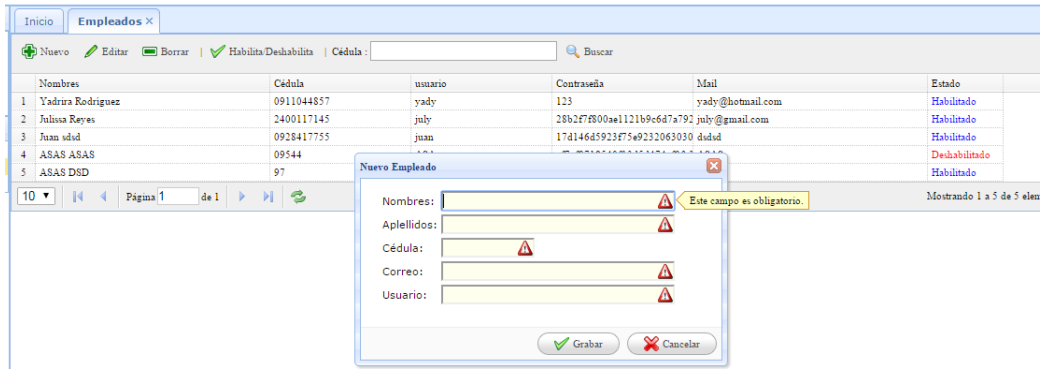 Inicio Empleados ×
Nuevo Editar Borrar | Habilita/Deshabilita | Cédula : Buscar
Nombres Cédula usuario Contraseña Mail Estado
1 Yadrira Rodriguez 0911044857 yady 123 yady@hotmail.com Habilitado
2 Julissa Reyes 2400117145 july 28b2f7f800ae1121b9c6d7a792 july@gmail.com Habilitado
3 Juan sdsd 0928417755 juan 17d146d5923f75e9232063030 dsdsd Habilitado
4 ASAS ASAS 09544 Deshabilitado
5 ASAS DSD 97 Habilitado
10 Página 1 de 1 Mostrando 1 a 5 de 5 elem
Nuevo Empleado
Nombres: Este campo es obligatorio.
Aplellidos:
Cédula:
Correo:
Usuario:
Grabar Cancelar